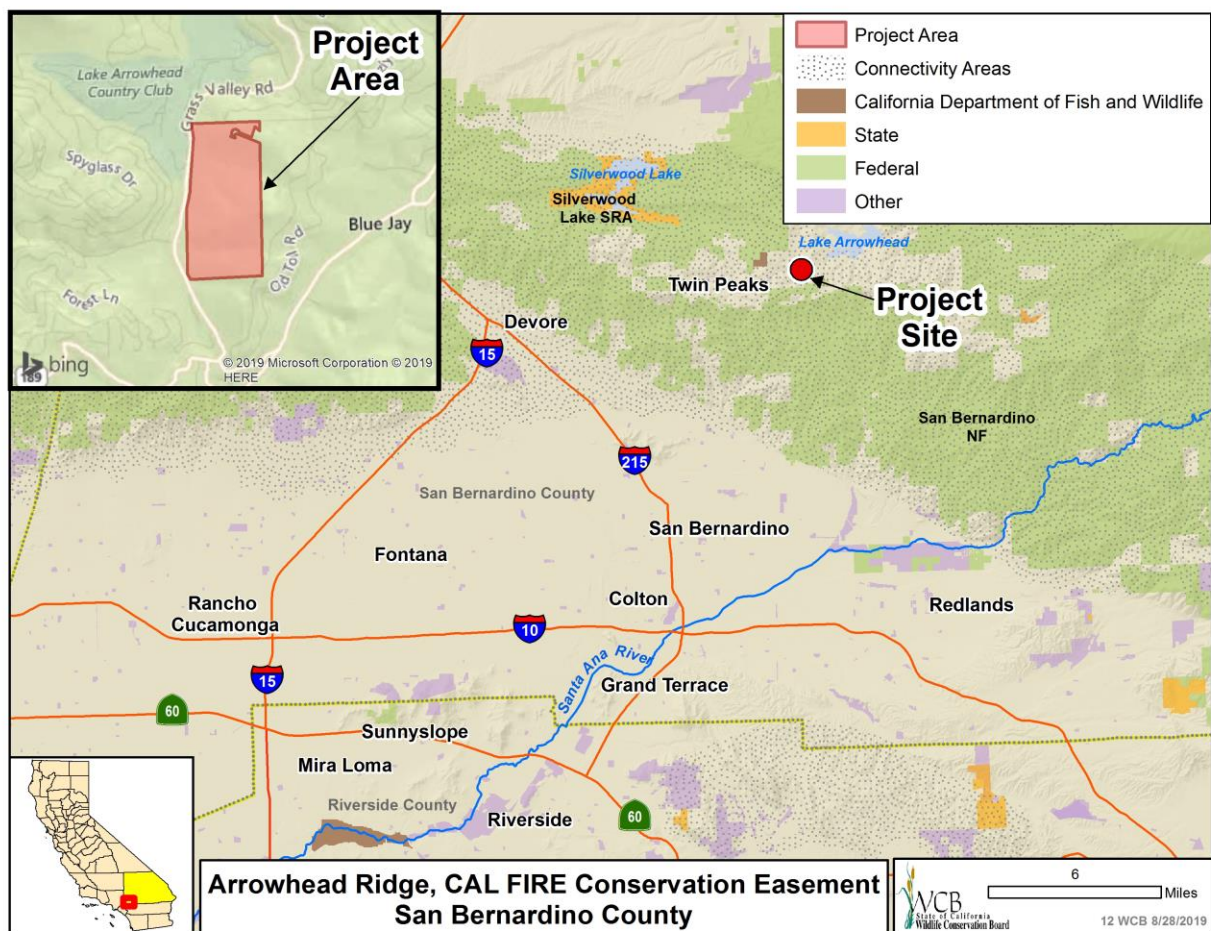 Project
Area
Lake Arrowhead
Country Club
Grass Valley Rd
Spyglass Dr
Blue Jay
Old Toll Rd
Forest Ln
bing
189
© 2019 Microsoft Corporation © 2019
HERE
Project Area
Connectivity Areas
California Department of Fish and Wildlife
State
Federal
Other
Silverwood Lake
Silverwood
Lake SRA
Lake Arrowhead
Twin Peaks
Project
Site
Devore
15
San Bernardino
NF
215
San Bernardino County
San Bernardino
Fontana
Colton
Redlands
Rancho
Cucamonga
10
15
Santa Ana River
Grand Terrace
60
Sunnyslope
Mira Loma
Riverside County
Riverside
60
Arrowhead Ridge, CAL FIRE Conservation Easement
San Bernardino County
WCB
State of California
Wildlife Conservation Board
6
Miles
12 WCB 8/28/2019